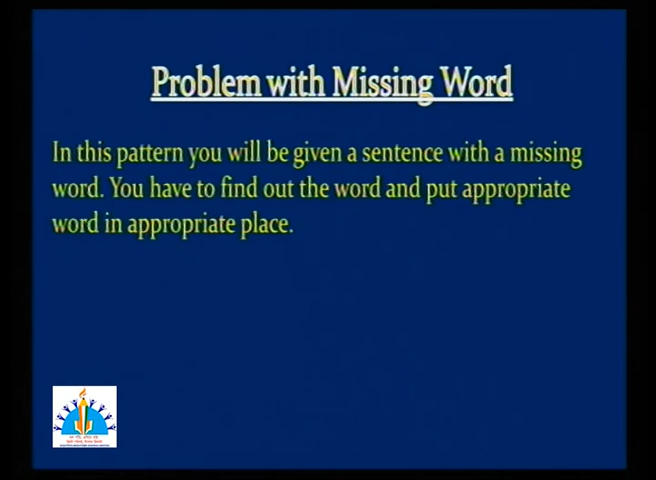 Problem with Missing Word
In this pattern you will be given a sentence with a missing
word. You have to find out the word and put appropriate
word in appropriate place.